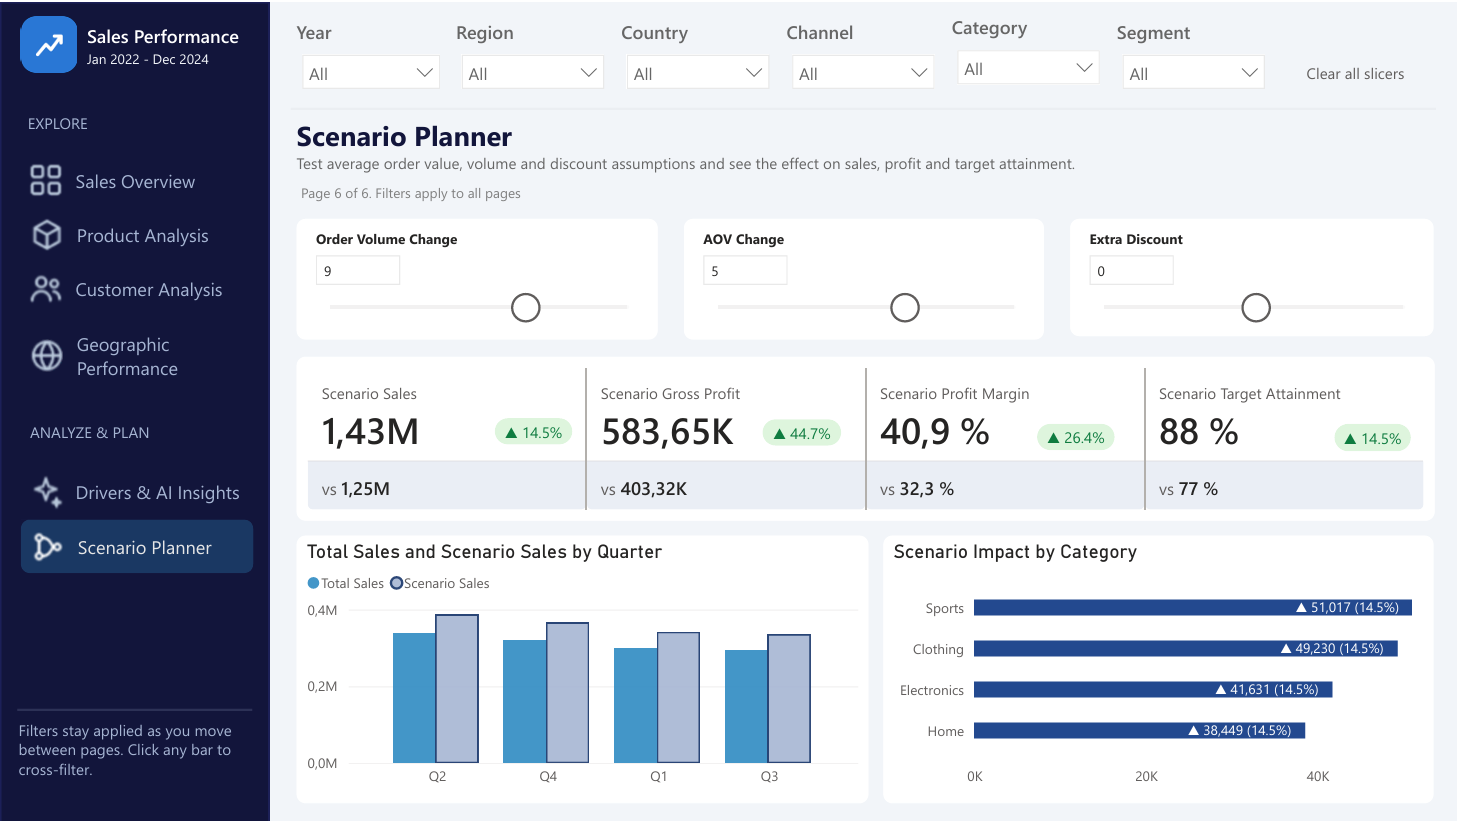 Sales Performance
Jan 2022 - Dec 2024
EXPLORE
Sales Overview
Product Analysis
Customer Analysis
Geographic
Performance
ANALYZE & PLAN
Drivers & AI Insights
Scenario Planner
Filters stay applied as you move
between pages. Click any bar to
cross-filter.
Year Region Country Channel Category Segment
All All All All All All Clear all slicers
Scenario Planner
Test average order value, volume and discount assumptions and see the effect on sales, profit and target attainment.
Page 6 of 6. Filters apply to all pages
Order Volume Change
9
AOV Change
5
Extra Discount
0
Scenario Sales
1,43M ▲ 14.5%
vs 1,25M
Scenario Gross Profit
583,65K ▲ 44.7%
vs 403,32K
Scenario Profit Margin
40,9 % ▲ 26.4%
vs 32,3 %
Scenario Target Attainment
88 % ▲ 14.5%
vs 77 %
Total Sales and Scenario Sales by Quarter
Total Sales Scenario Sales
0,4M
0,2M
0,0M
Q2 Q4 Q1 Q3
Scenario Impact by Category
Sports ▲ 51,017 (14.5%)
Clothing ▲ 49,230 (14.5%)
Electronics ▲ 41,631 (14.5%)
Home ▲ 38,449 (14.5%)
0K 20K 40K